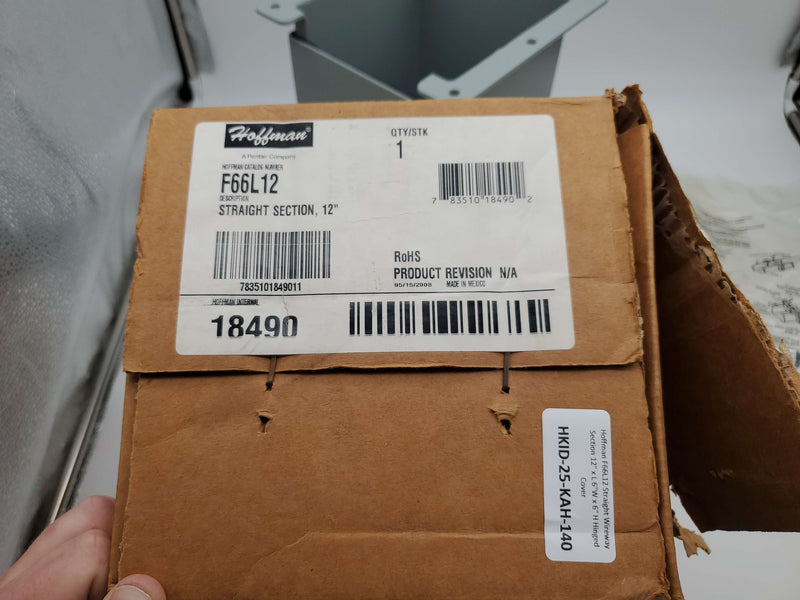 Hoffman®
A Pentair Company
QTY/STK
1
HOFFMAN CATALOG NUMBER
F66L12
DESCRIPTION
STRAIGHT SECTION, 12"
7 83510 18490 2
7835101849011
RoHS
PRODUCT REVISION N/A
05/15/2008 MADE IN MEXICO
HOFFMAN INTERNAL
18490
Hoffman F66L12 Straight Wireway
Section 12" x L 6"W x 6" H Hinged
Cover
HKID-25-KAH-140